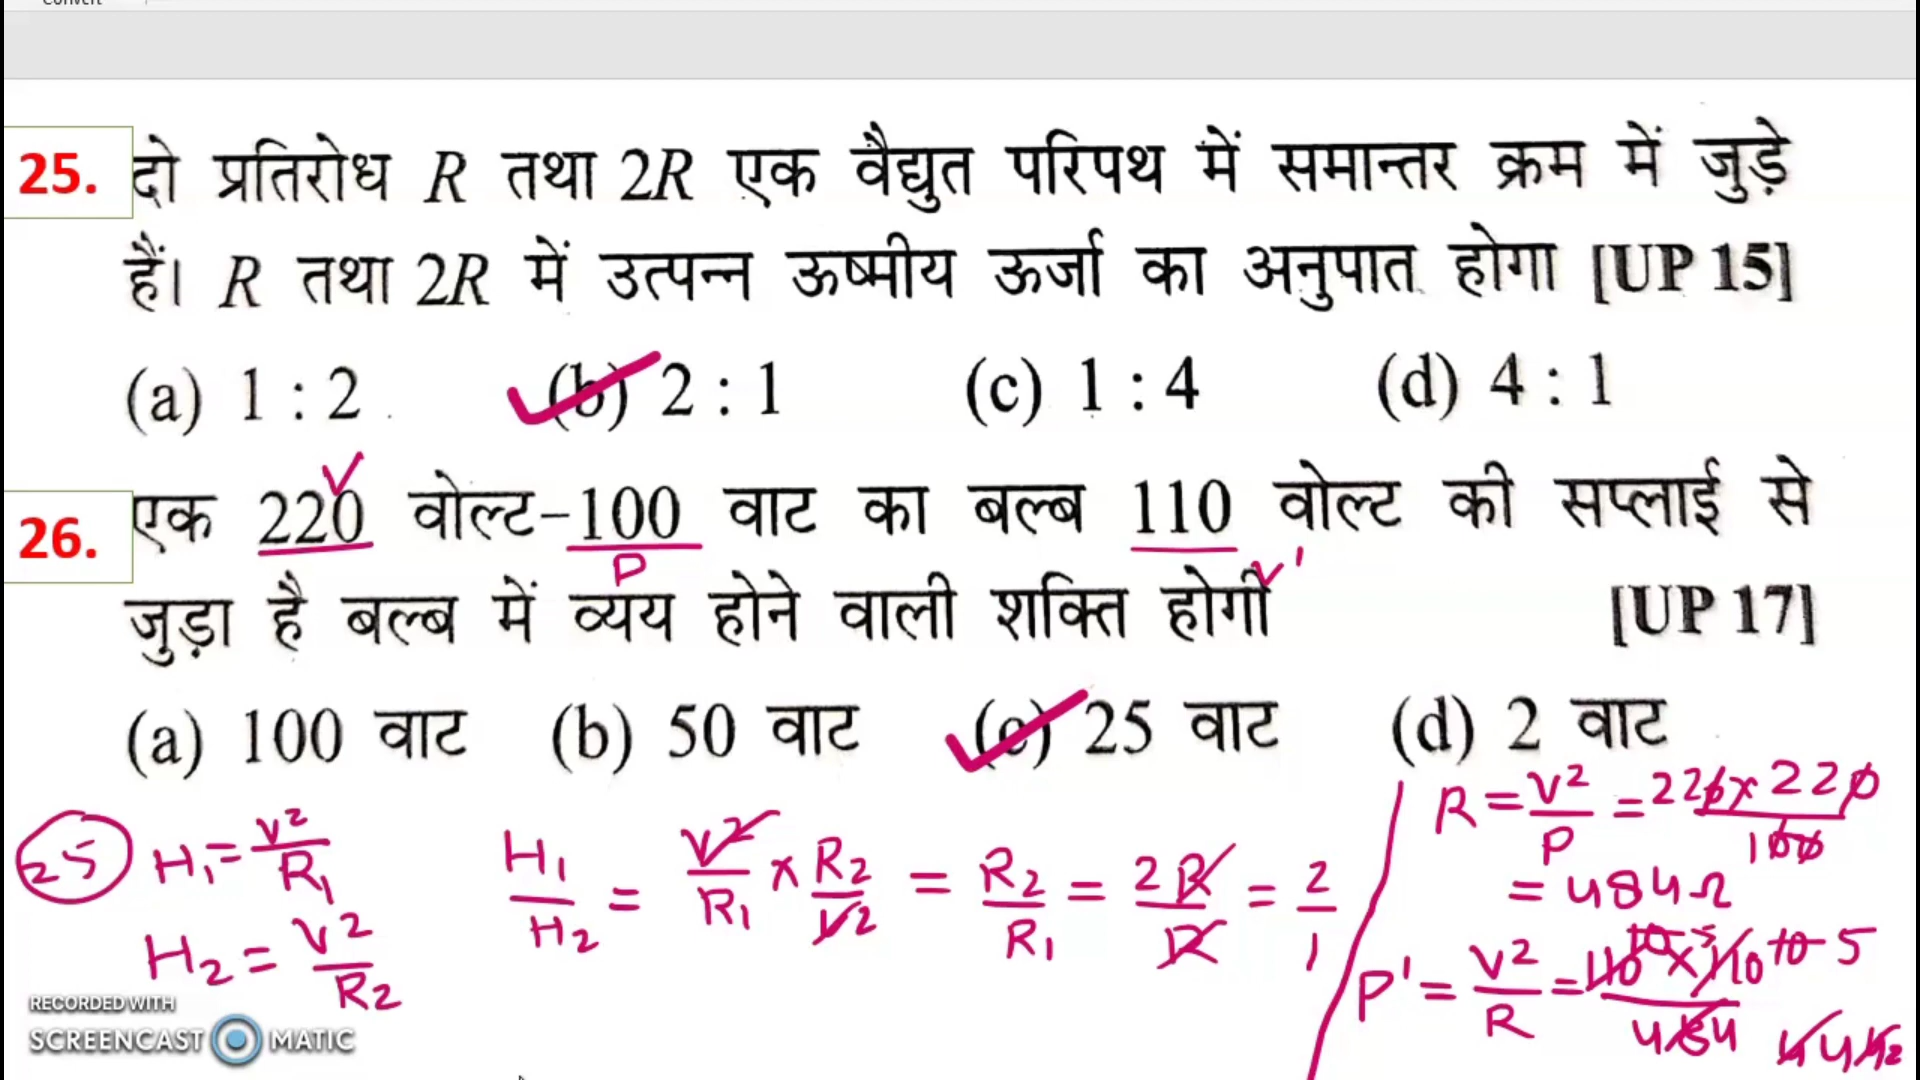 Convert
25. दो प्रतिरोध R तथा 2R एक वैद्युत परिपथ में समान्तर क्रम में जुड़े
हैं। R तथा 2R में उत्पन्न ऊष्मीय ऊर्जा का अनुपात होगा [UP 15]
(a) 1 : 2 (b) 2 : 1 (c) 1 : 4 (d) 4 : 1
V
26. एक 220 वोल्ट-100 वाट का बल्ब 110 वोल्ट की सप्लाई से
P V'
जुड़ा है बल्ब में व्यय होने वाली शक्ति होगी [UP 17]
(a) 100 वाट (b) 50 वाट (c) 25 वाट (d) 2 वाट
25 H₁ = V²/R₁
H₂ = V²/R₂
H₁/H₂ = V²/R₁ × R₂/V² = R₂/R₁ = 2R/R = 2/1
R = V²/P = 220 × 220/100
= 484Ω
P' = V²/R = 110 × 110/484
RECORDED WITH
SCREENCAST MATIC